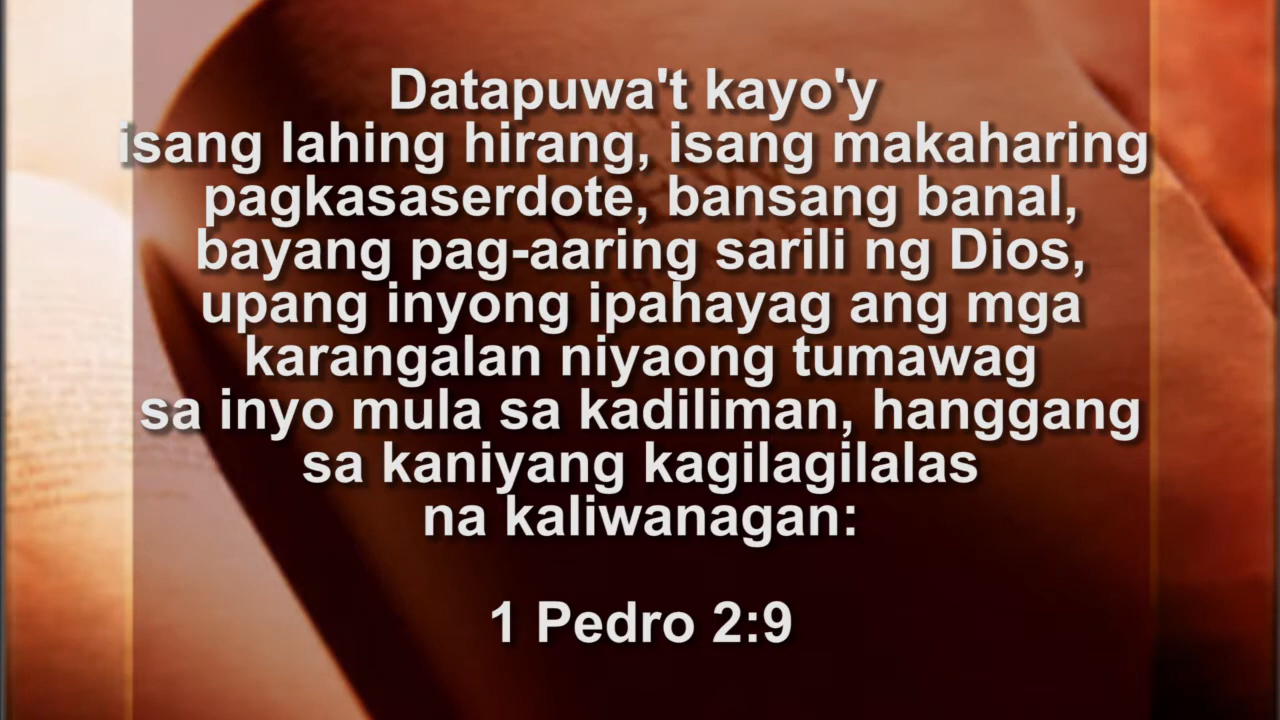 Datapuwa't kayo'y
isang lahing hirang, isang makaharing
pagkasaserdote, bansang banal,
bayang pag-aaring sarili ng Dios,
upang inyong ipahayag ang mga
karangalan niyaong tumawag
sa inyo mula sa kadiliman, hanggang
sa kaniyang kagilagilalas
na kaliwanagan:
1 Pedro 2:9